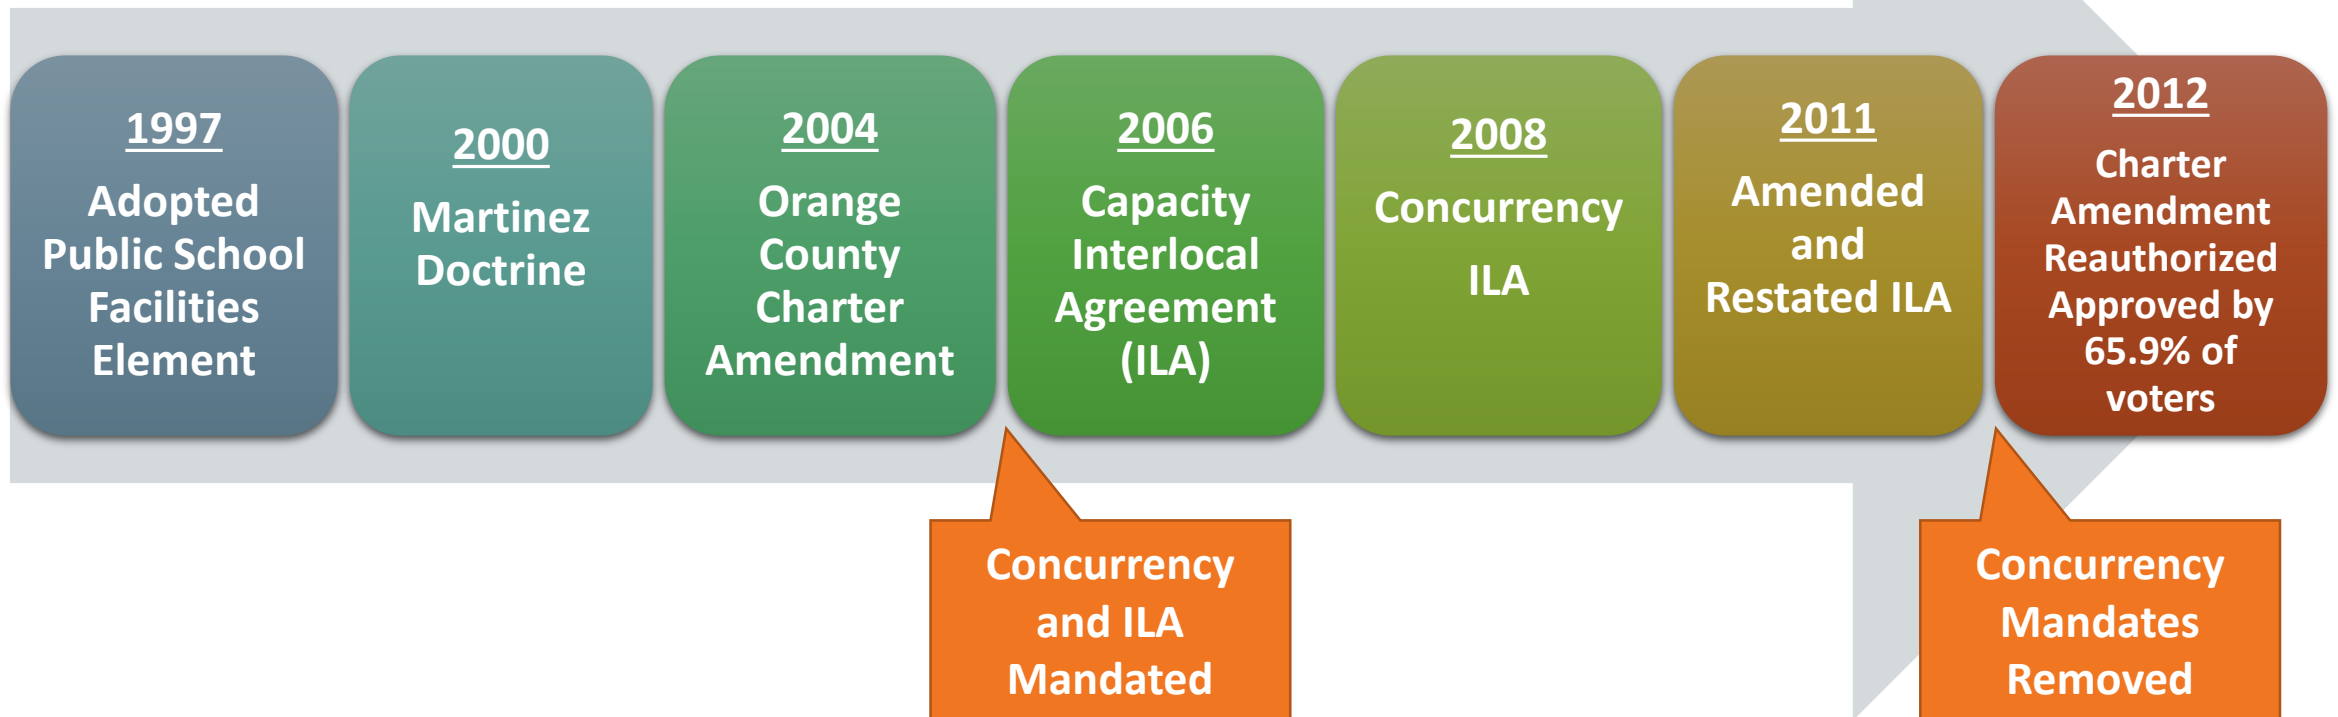 1997
Adopted
Public School
Facilities
Element
2000
Martinez
Doctrine
2004
Orange
County
Charter
Amendment
2006
Capacity
Interlocal
Agreement
(ILA)
2008
Concurrency
ILA
2011
Amended
and
Restated ILA
2012
Charter
Amendment
Reauthorized
Approved by
65.9% of
voters
Concurrency
and ILA
Mandated
Concurrency
Mandates
Removed